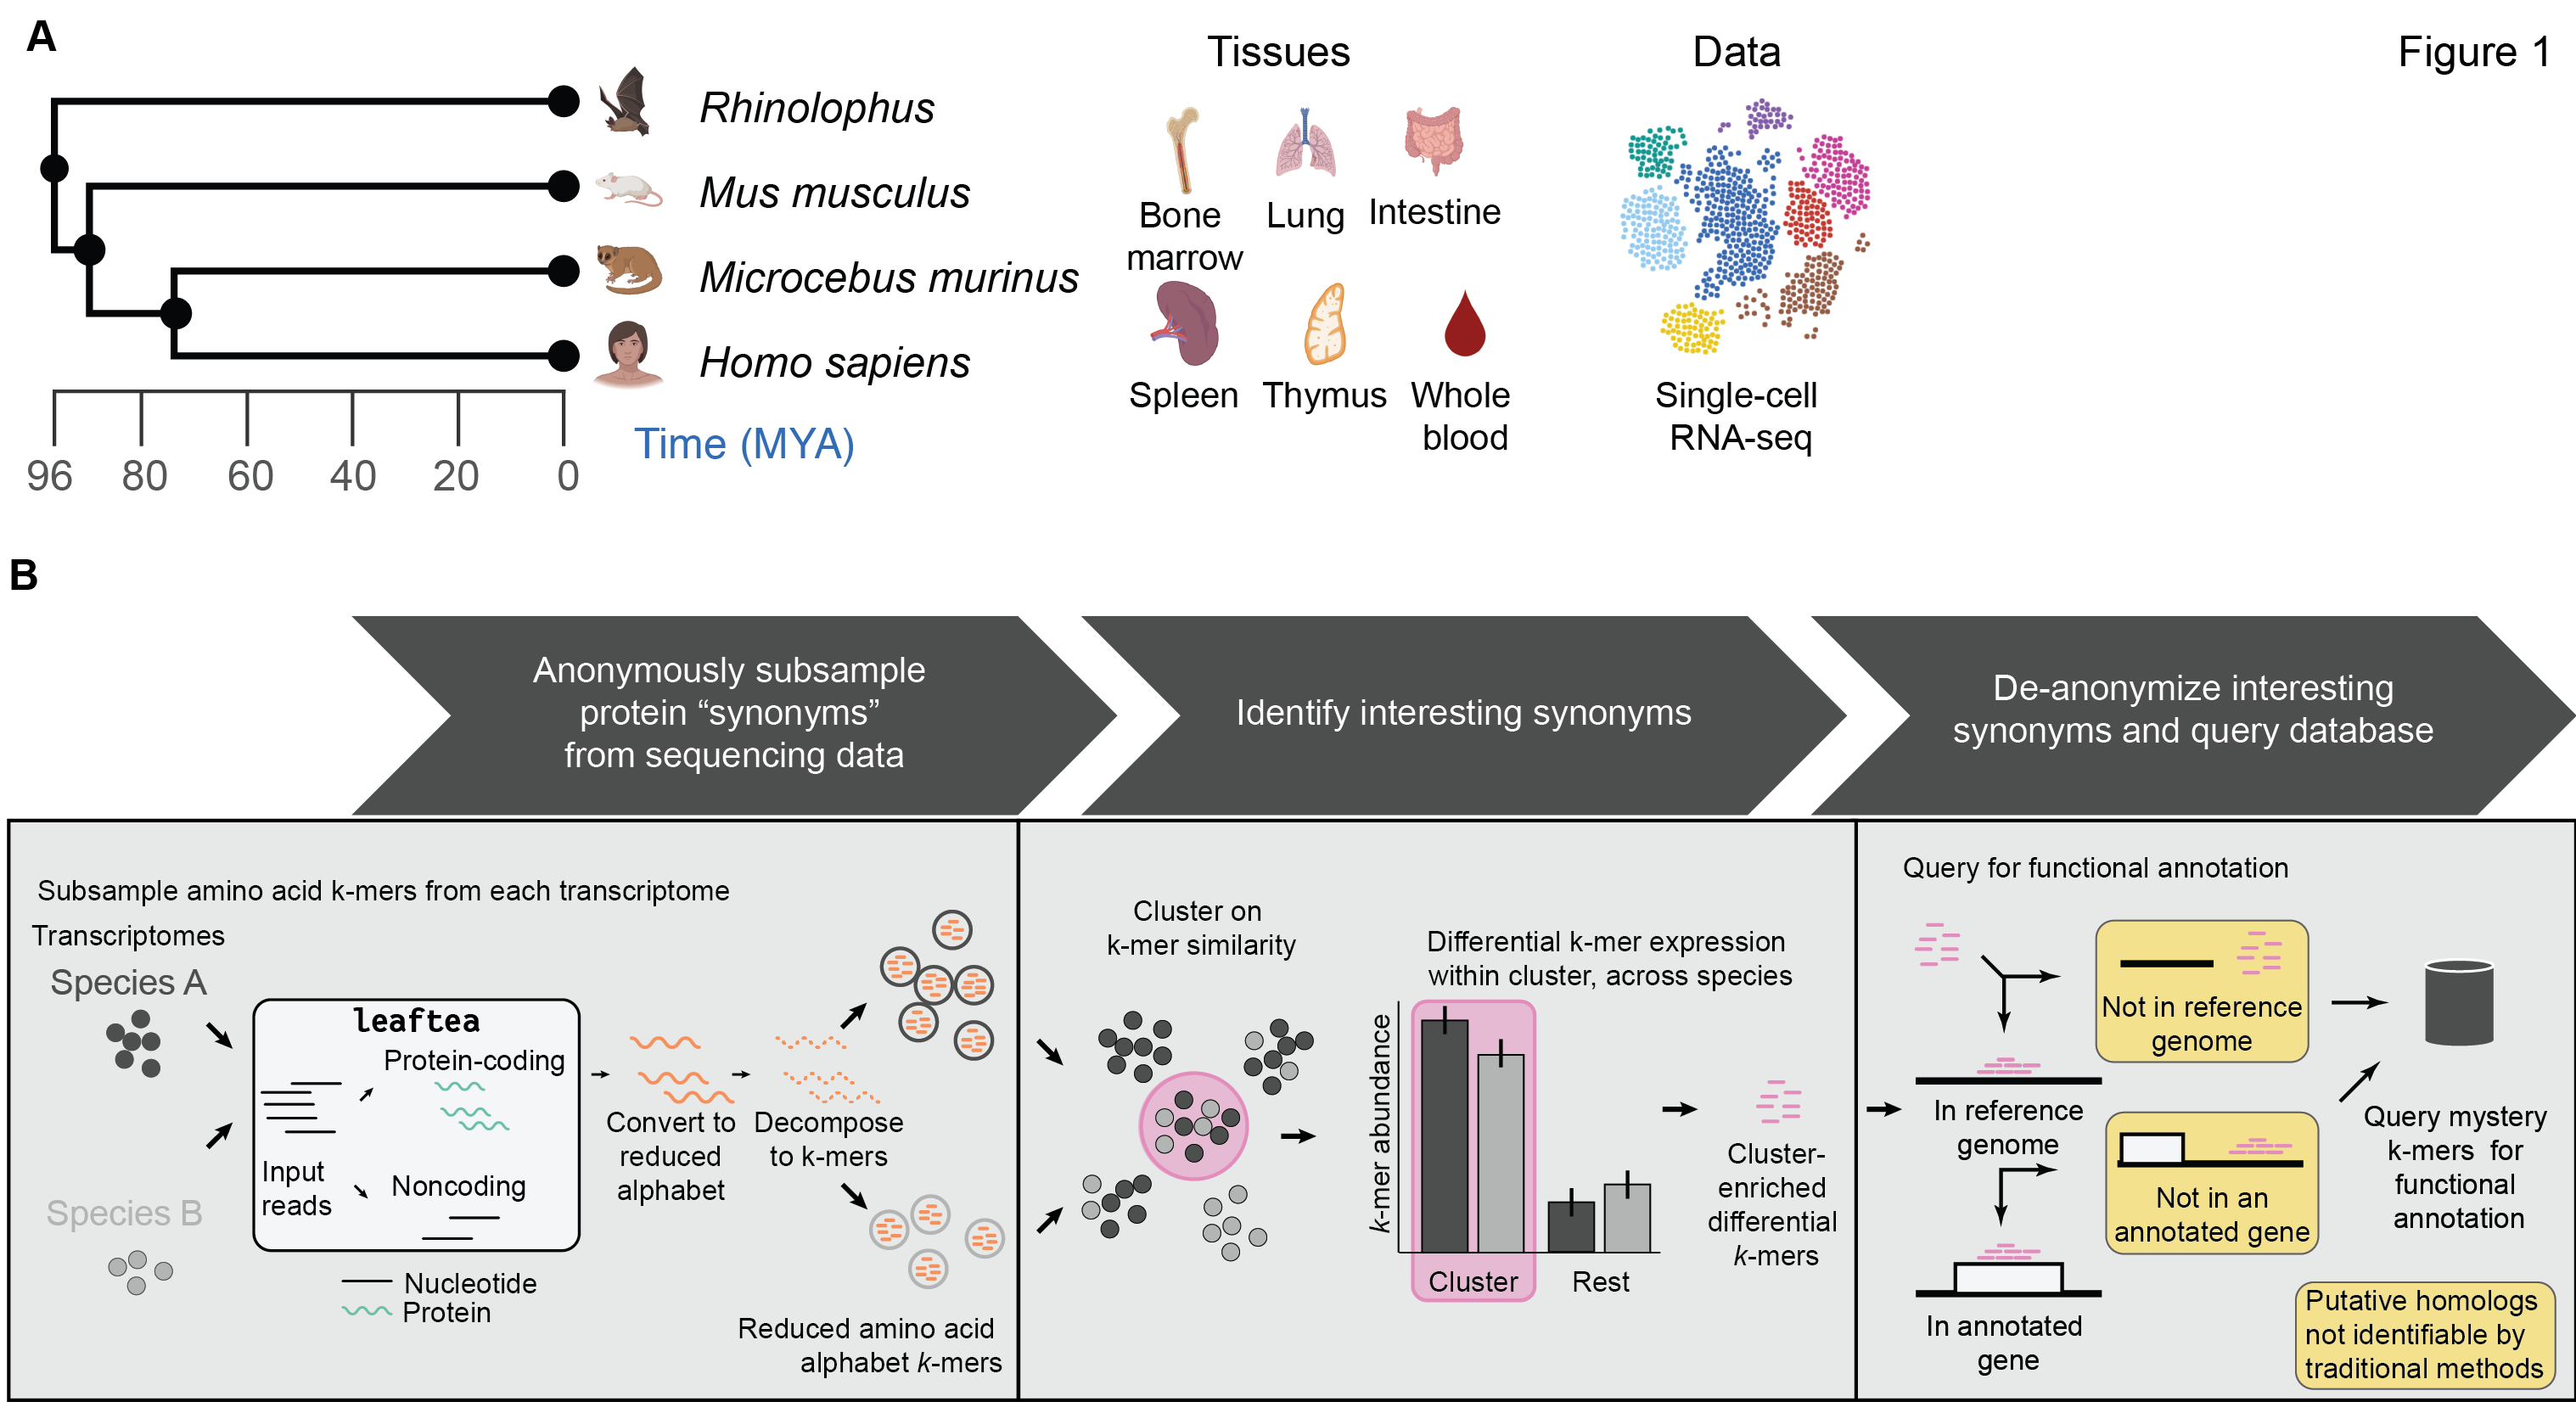 A
Figure 1
Rhinolophus
Mus musculus
Microcebus murinus
Homo sapiens
96 80 60 40 20 0
Time (MYA)
Tissues
Bone
marrow
Lung
Intestine
Spleen
Thymus
Whole
blood
Data
Single-cell
RNA-seq
B
Anonymously subsample
protein “synonyms”
from sequencing data
Identify interesting synonyms
De-anonymize interesting
synonyms and query database
Subsample amino acid k-mers from each transcriptome
Transcriptomes
Species A
Species B
leaftea
Protein-coding
Input
reads
Noncoding
Nucleotide
Protein
Convert to
reduced
alphabet
Decompose
to k-mers
Reduced amino acid
alphabet k-mers
Cluster on
k-mer similarity
Differential k-mer expression
within cluster, across species
k-mer abundance
Cluster
Rest
Cluster-
enriched
differential
k-mers
Query for functional annotation
Not in reference
genome
In reference
genome
Not in an
annotated gene
In annotated
gene
Query mystery
k-mers for
functional
annotation
Putative homologs
not identifiable by
traditional methods